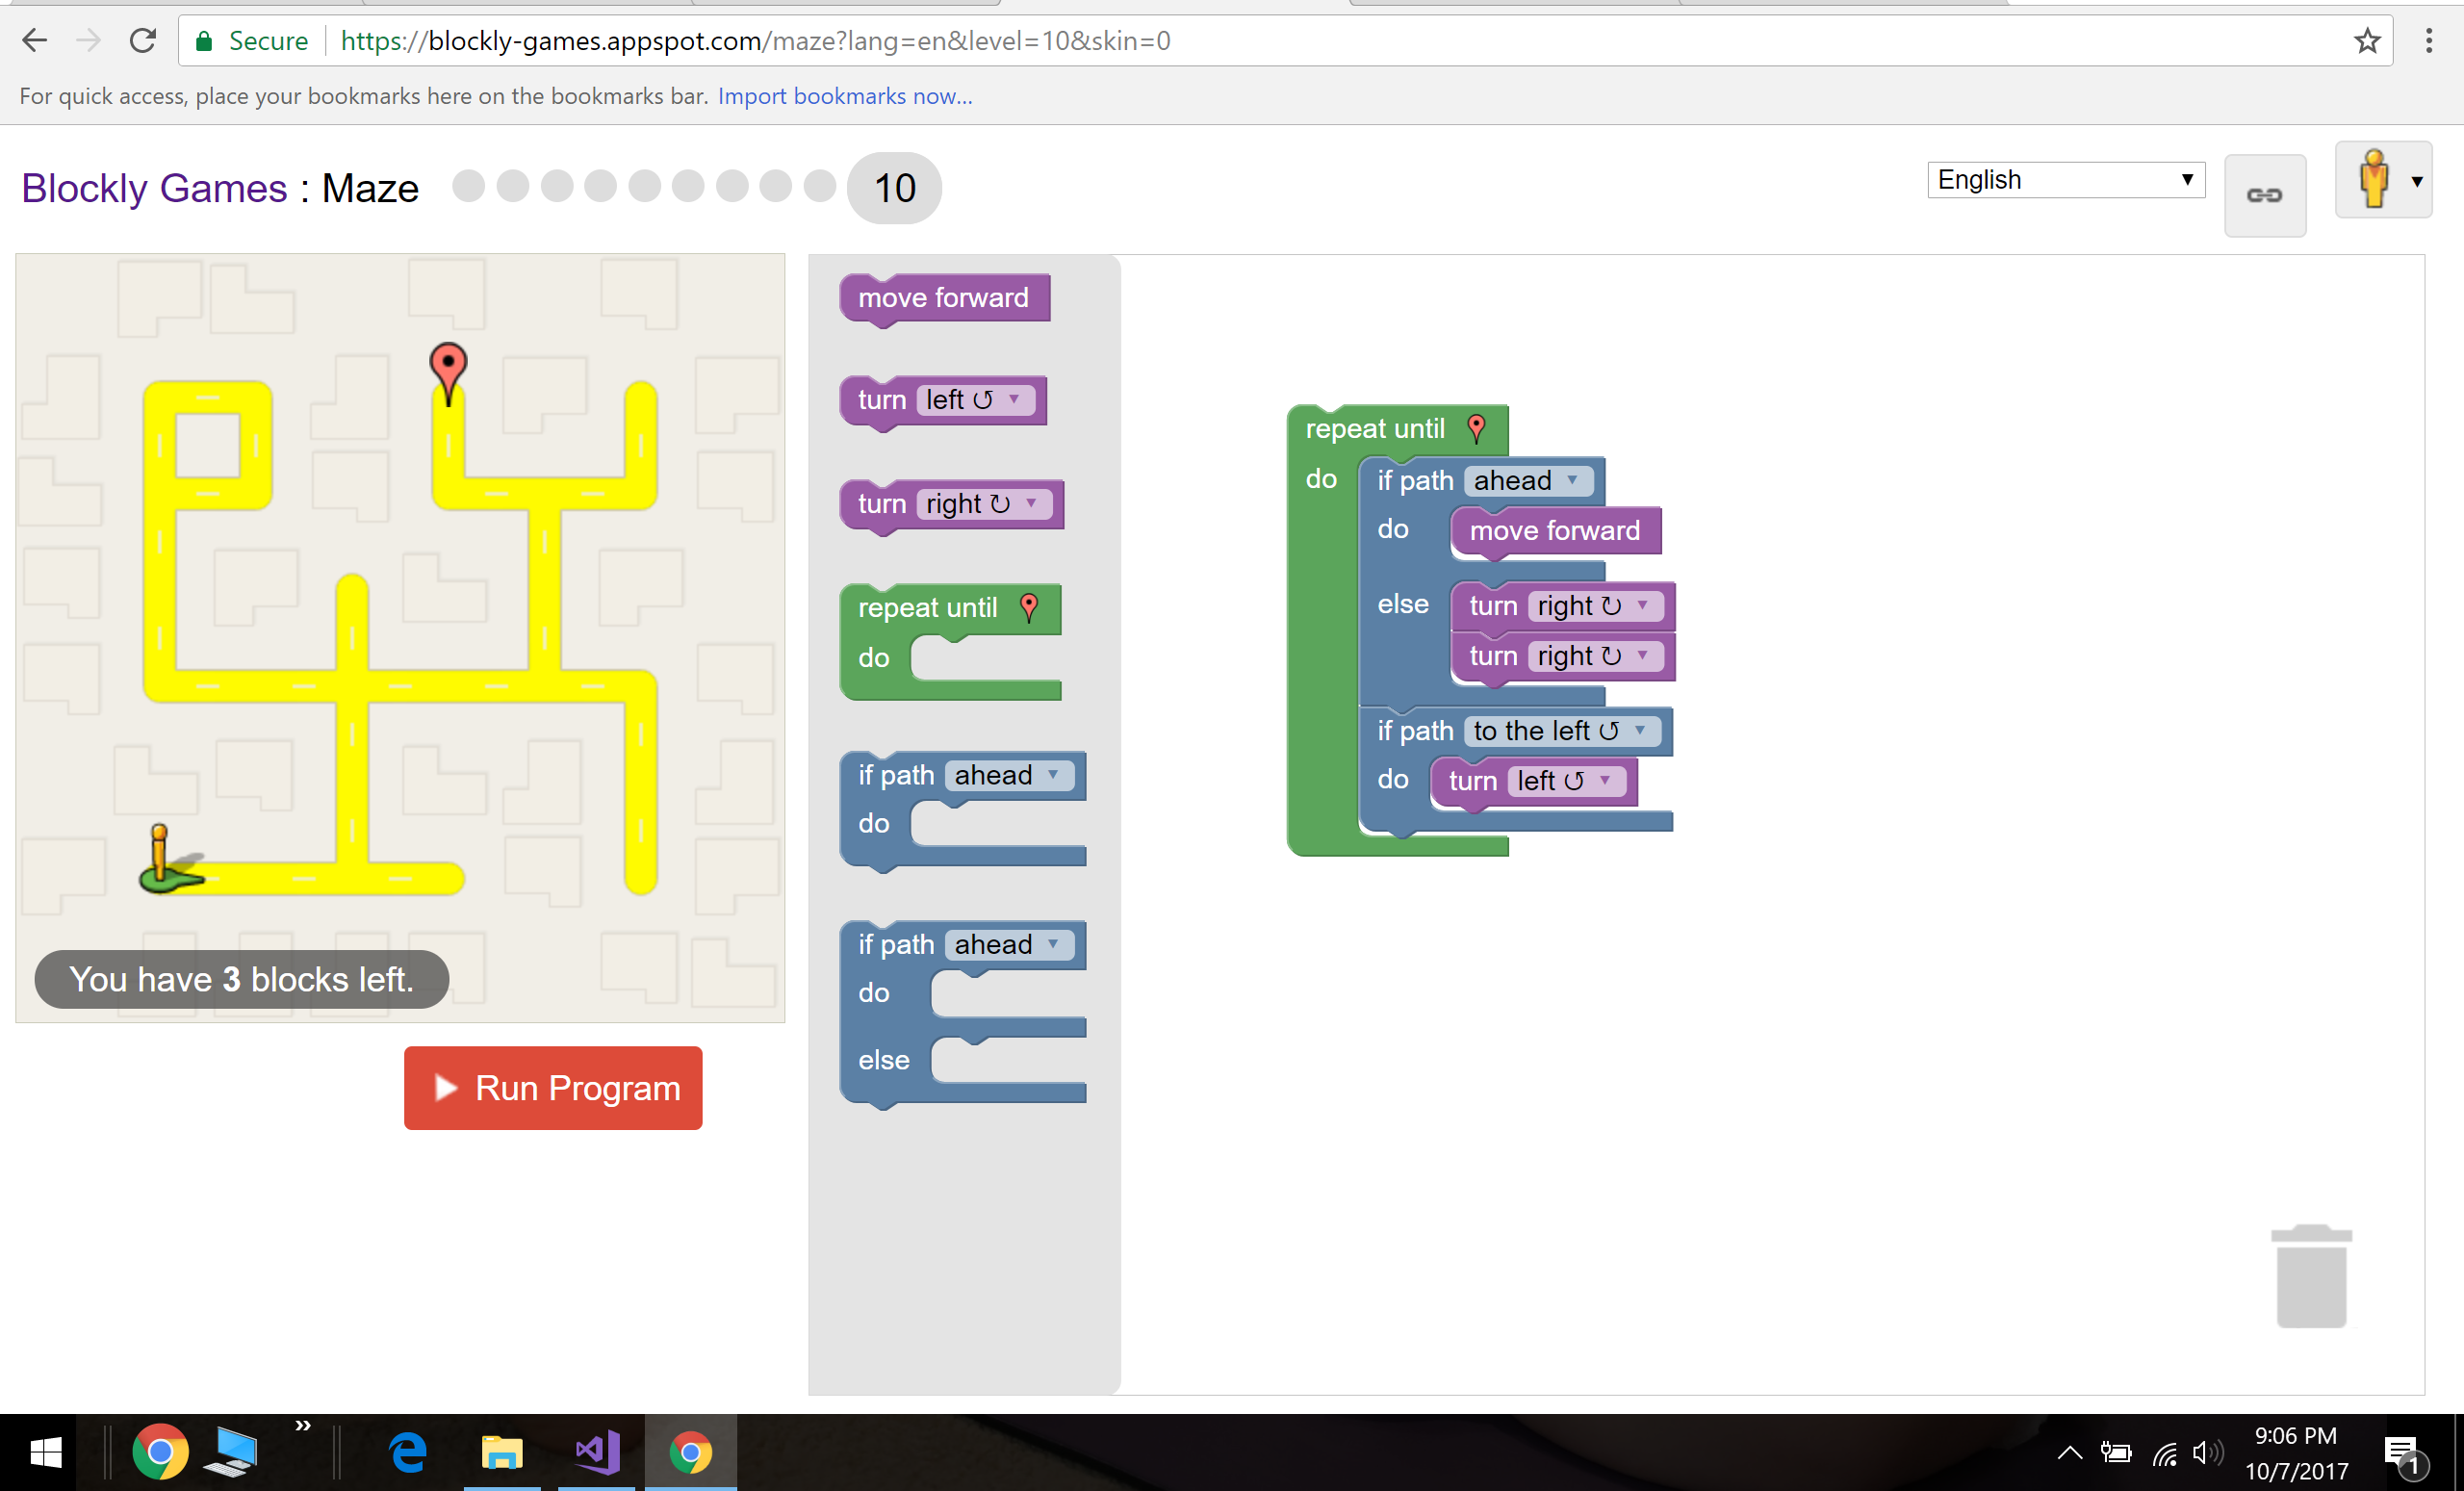 Secure https://blockly-games.appspot.com/maze?lang=en&level=10&skin=0
For quick access, place your bookmarks here on the bookmarks bar. Import bookmarks now...
Blockly Games : Maze 10
English
move forward
turn left ↺
turn right ↻
repeat until
do
if path ahead
do
if path ahead
do
else
repeat until
do if path ahead
do move forward
else turn right ↻
turn right ↻
if path to the left ↺
do turn left ↺
You have 3 blocks left.
Run Program
9:06 PM
10/7/2017
1